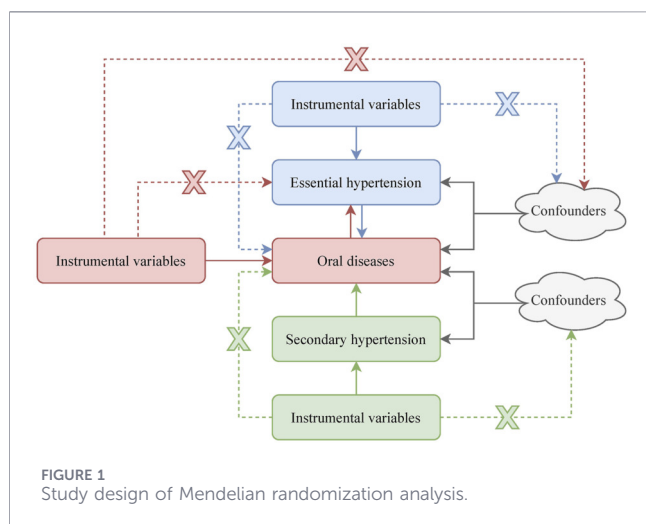 X
Instrumental variables
X
X
X
Essential hypertension
Confounders
Instrumental variables
Oral diseases
Confounders
X
Secondary hypertension
Instrumental variables
X
FIGURE 1
Study design of Mendelian randomization analysis.